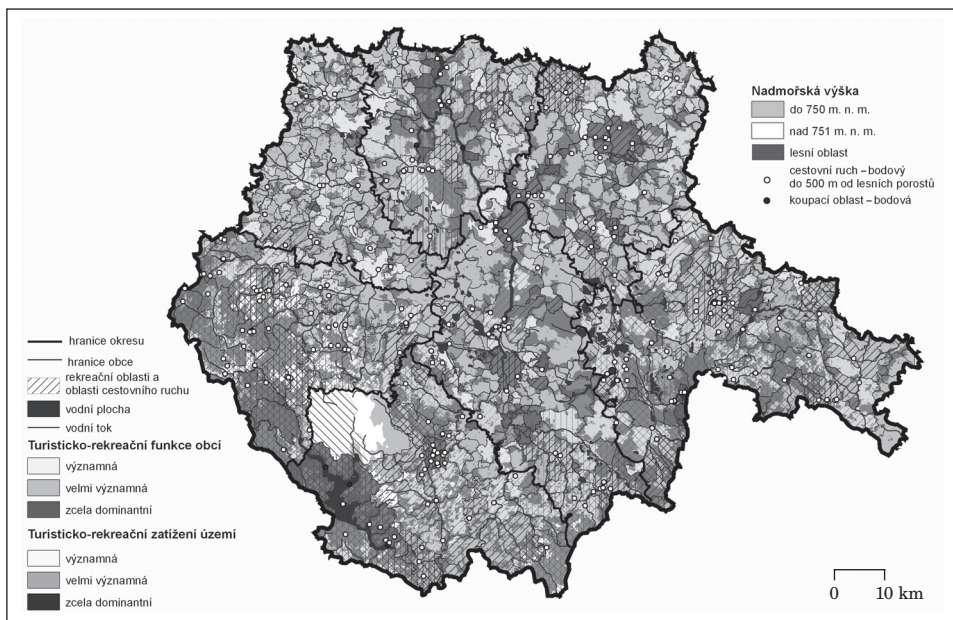 Nadmořská výška
do 750 m. n. m.
nad 751 m. n. m.
lesní oblast
cestovní ruch – bodový
do 500 m od lesních porostů
koupací oblast – bodová
hranice okresu
hranice obce
rekreační oblasti a
oblasti cestovního ruchu
vodní plocha
vodní tok
Turisticko-rekreační funkce obcí
významná
velmi významná
zcela dominantní
Turisticko-rekreační zatížení území
významná
velmi významná
zcela dominantní
0 10 km